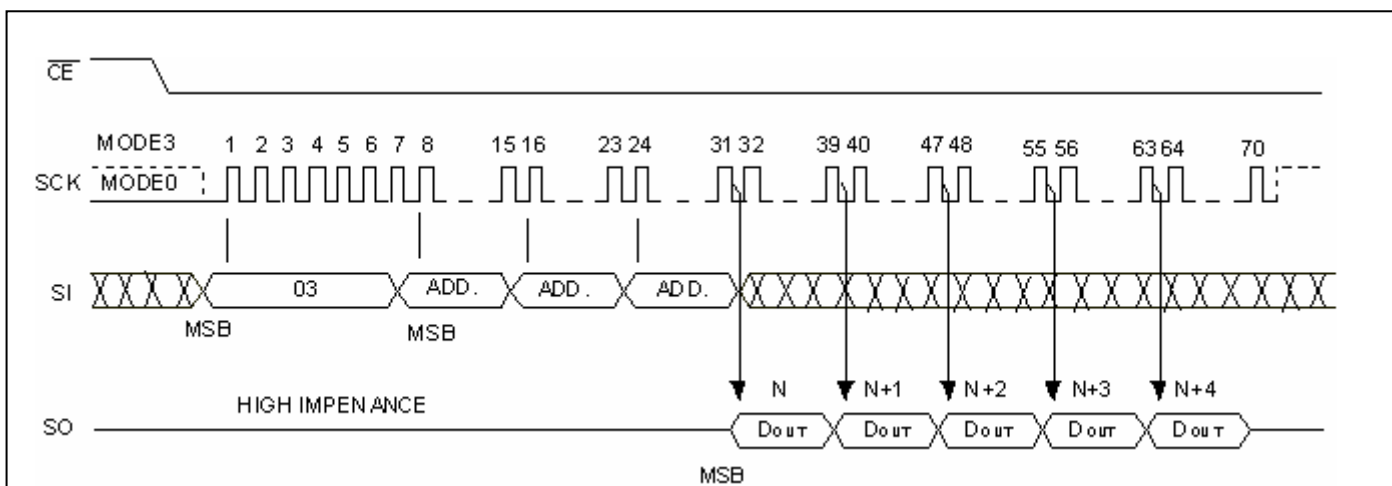 CE
MODE3 1 2 3 4 5 6 7 8 15 16 23 24 31 32 39 40 47 48 55 56 63 64 70
SCK MODE0
SI 03 ADD. ADD. ADD.
MSB MSB
N N+1 N+2 N+3 N+4
HIGH IMPENANCE
SO DOUT DOUT DOUT DOUT DOUT
MSB